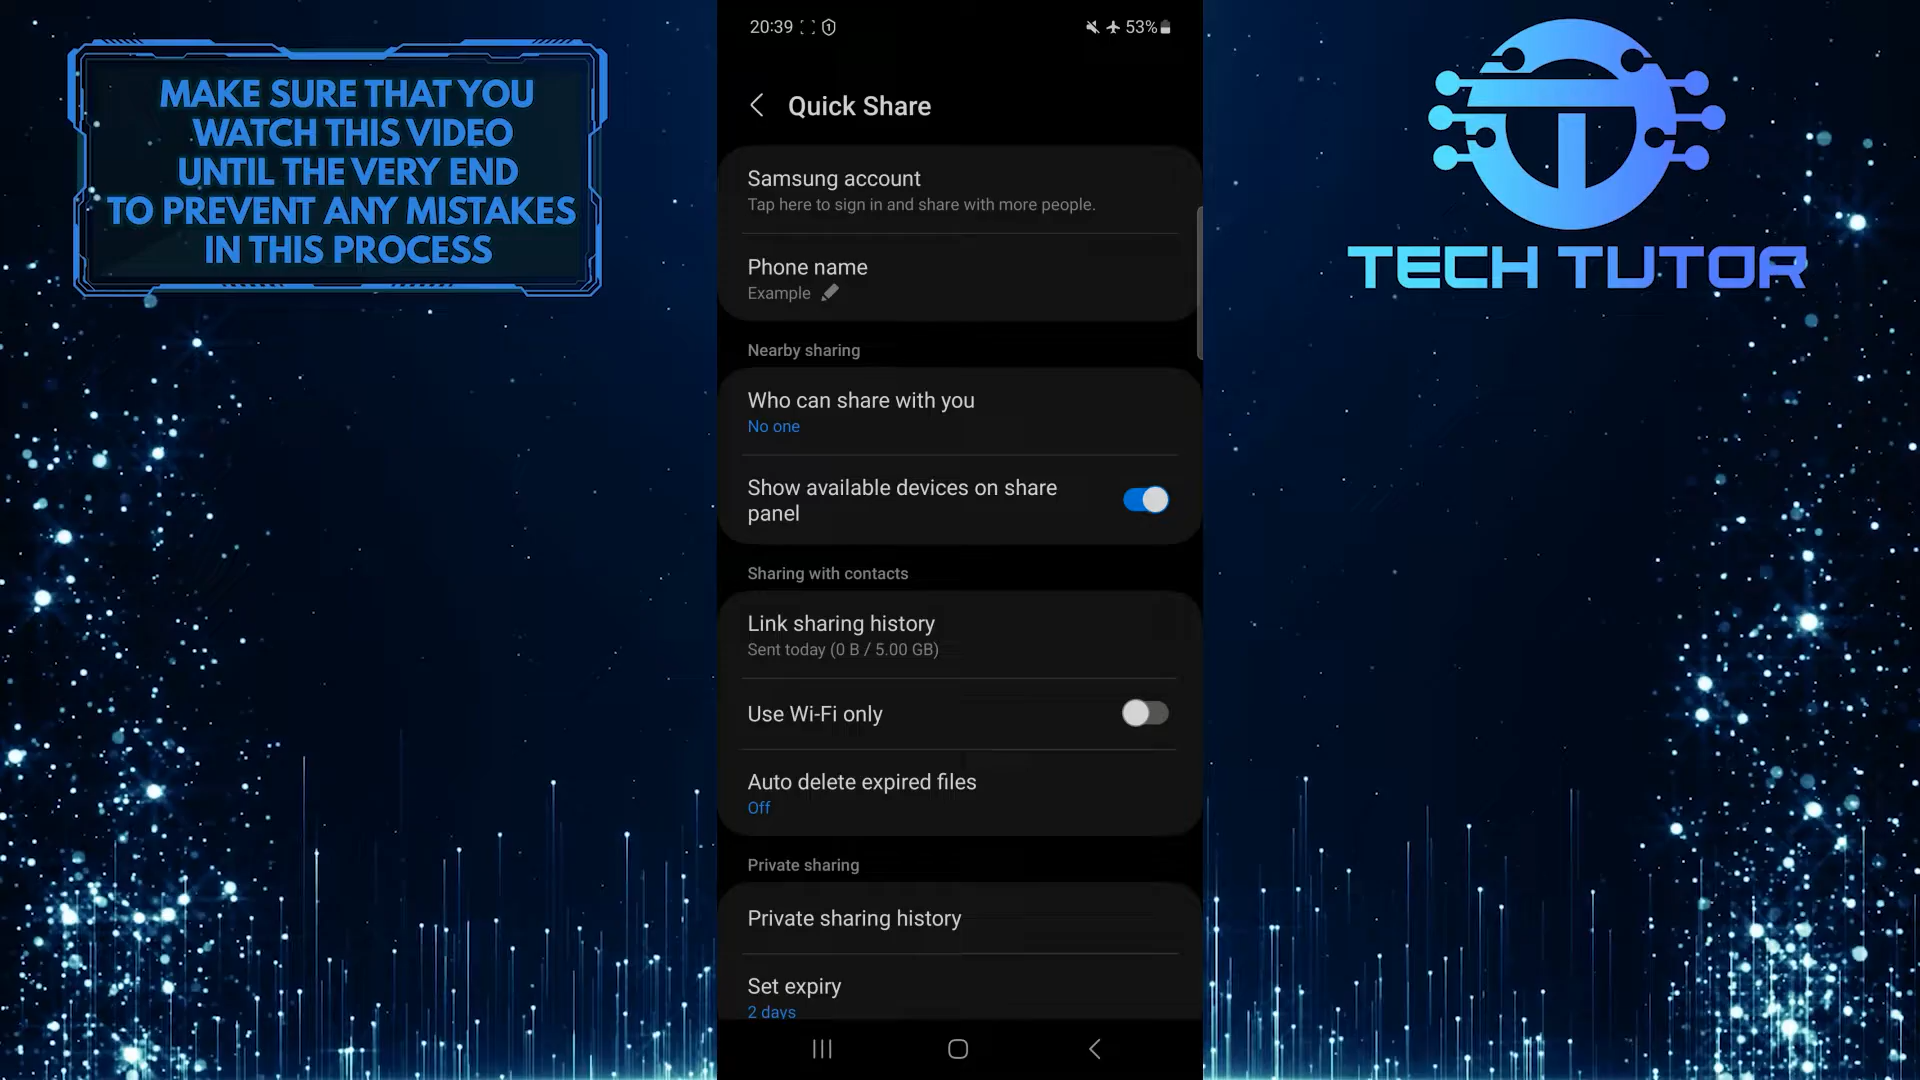 MAKE SURE THAT YOU
WATCH THIS VIDEO
UNTIL THE VERY END
TO PREVENT ANY MISTAKES
IN THIS PROCESS
20:39
53%
Quick Share
Samsung account
Tap here to sign in and share with more people.
Phone name
Example
Nearby sharing
Who can share with you
No one
Show available devices on share
panel
Sharing with contacts
Link sharing history
Sent today (0 B / 5.00 GB)
Use Wi-Fi only
Auto delete expired files
Off
Private sharing
Private sharing history
Set expiry
2 days
TECH TUTOR